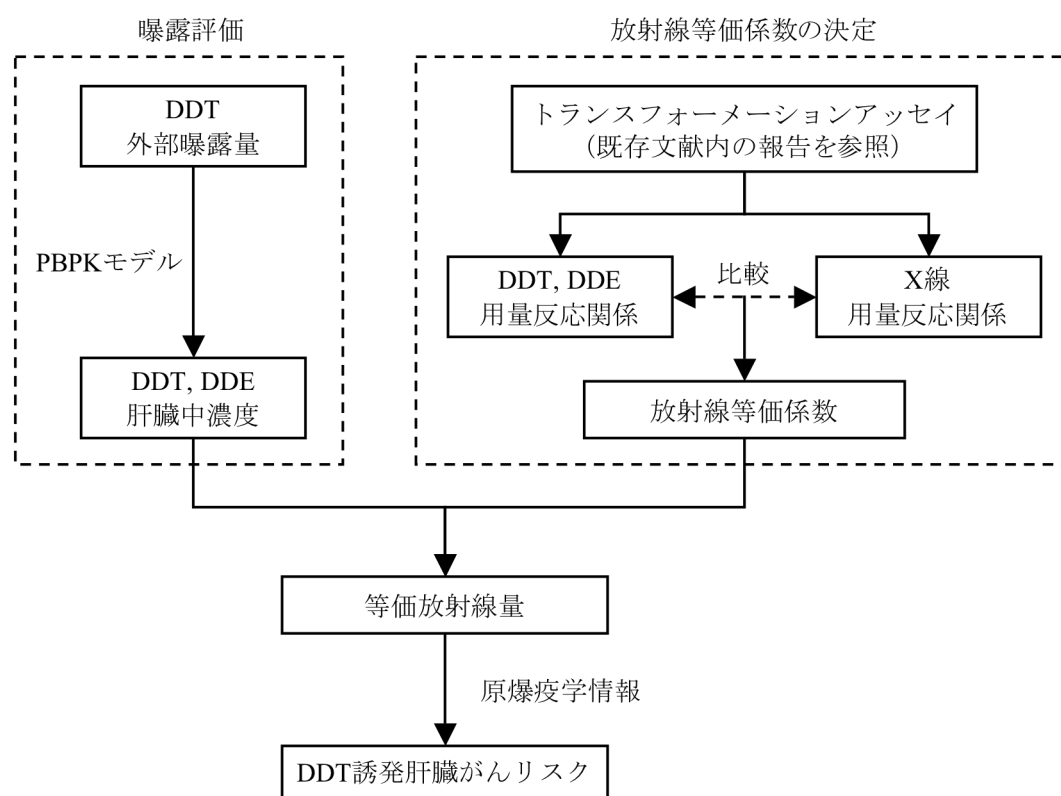 曝露評価
DDT
外部曝露量
PBPKモデル
DDT, DDE
肝臓中濃度
放射線等価係数の決定
トランスフォーメーションアッセイ
（既存文献内の報告を参照）
DDT, DDE
用量反応関係
比較
X線
用量反応関係
放射線等価係数
等価放射線量
原爆疫学情報
DDT誘発肝臓がんリスク